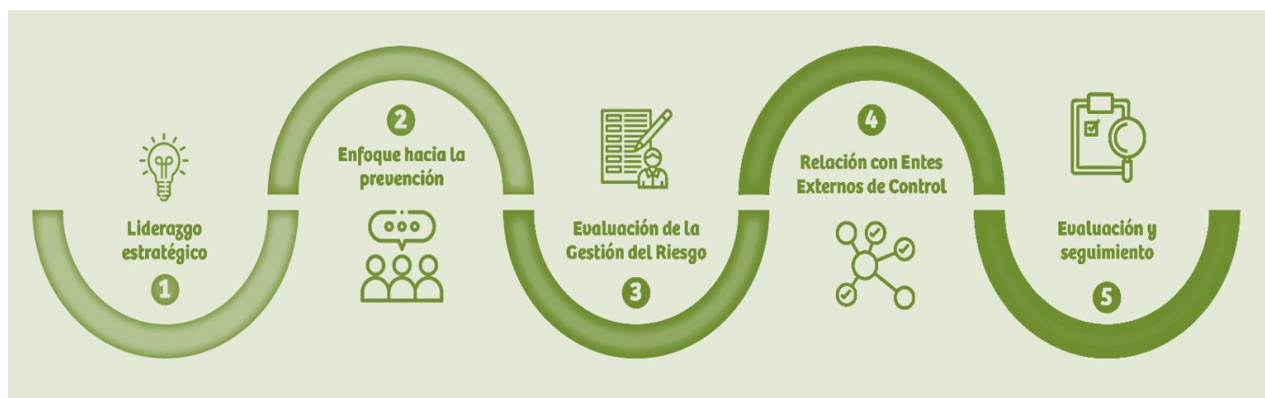 Liderazgo
estratégico
1
2
Enfoque hacia la
prevención
Evaluación de la
Gestión del Riesgo
3
4
Relación con Entes
Externos de Control
Evaluación y
seguimiento
5